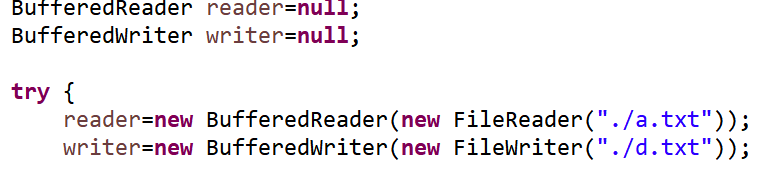 BufferedReader reader=null;
BufferedWriter writer=null;
try {
reader=new BufferedReader(new FileReader("./a.txt"));
writer=new BufferedWriter(new FileWriter("./d.txt"));